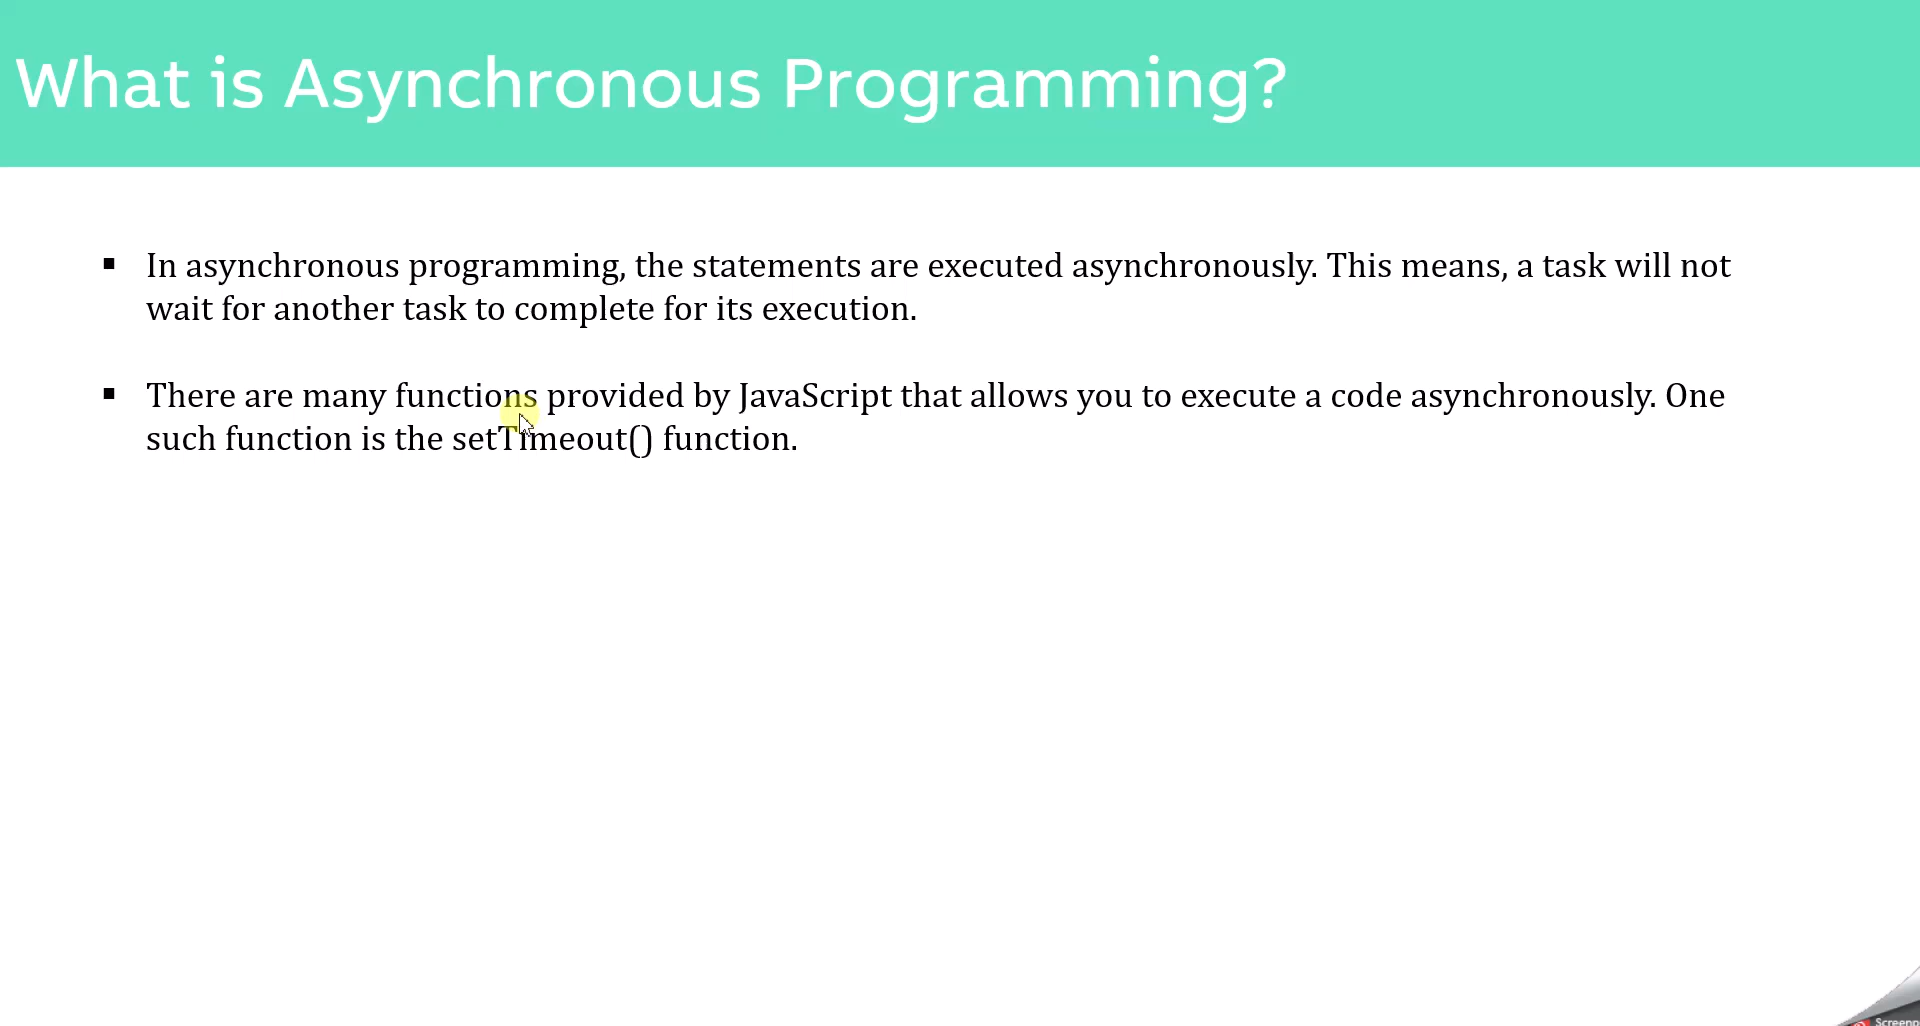 What is Asynchronous Programming?
▪ In asynchronous programming, the statements are executed asynchronously. This means, a task will not
wait for another task to complete for its execution.
▪ There are many functions provided by JavaScript that allows you to execute a code asynchronously. One
such function is the setTimeout() function.